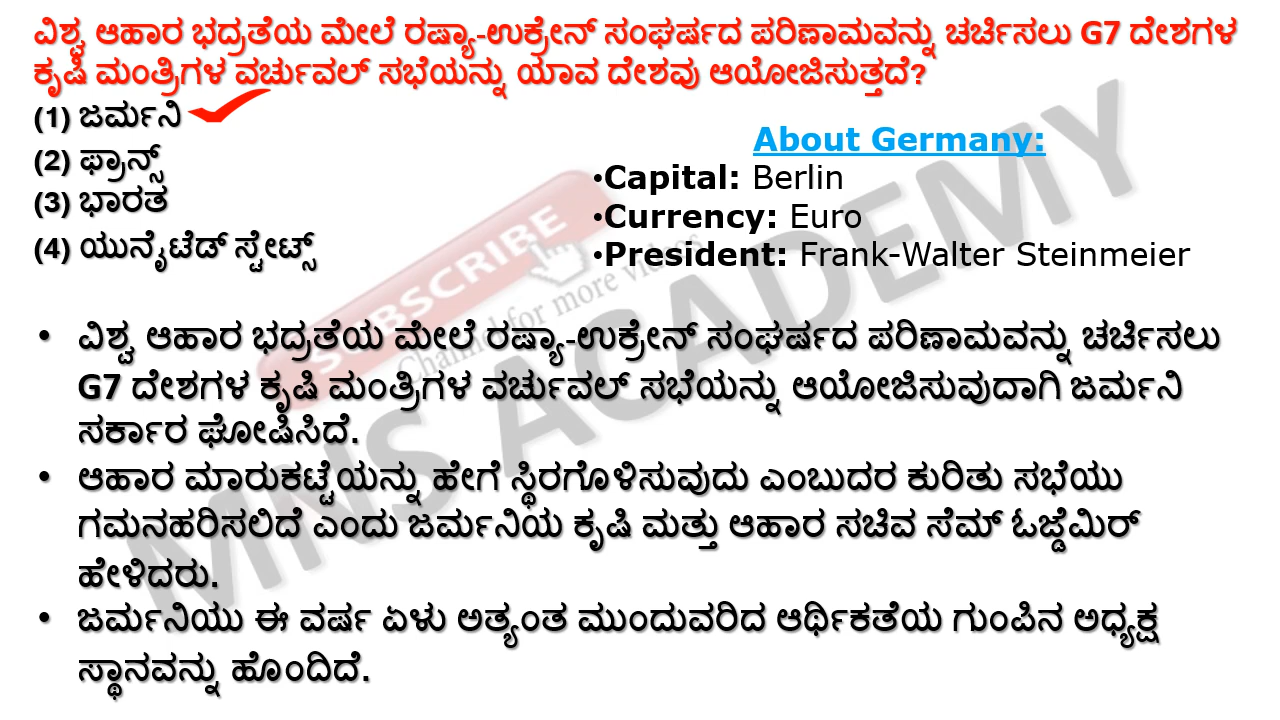 ವಿಶ್ವ ಆಹಾರ ಭದ್ರತೆಯ ಮೇಲೆ ರಷ್ಯಾ-ಉಕ್ರೇನ್ ಸಂಘರ್ಷದ ಪರಿಣಾಮವನ್ನು ಚರ್ಚಿಸಲು G7 ದೇಶಗಳ
ಕೃಷಿ ಮಂತ್ರಿಗಳ ವರ್ಚುವಲ್ ಸಭೆಯನ್ನು ಯಾವ ದೇಶವು ಆಯೋಜಿಸುತ್ತದೆ?
(1) ಜರ್ಮನಿ
(2) ಫ್ರಾನ್ಸ್
(3) ಭಾರತ
(4) ಯುನೈಟೆಡ್ ಸ್ಟೇಟ್ಸ್
About Germany:
•Capital: Berlin
•Currency: Euro
•President: Frank-Walter Steinmeier
• ವಿಶ್ವ ಆಹಾರ ಭದ್ರತೆಯ ಮೇಲೆ ರಷ್ಯಾ-ಉಕ್ರೇನ್ ಸಂಘರ್ಷದ ಪರಿಣಾಮವನ್ನು ಚರ್ಚಿಸಲು
G7 ದೇಶಗಳ ಕೃಷಿ ಮಂತ್ರಿಗಳ ವರ್ಚುವಲ್ ಸಭೆಯನ್ನು ಆಯೋಜಿಸುವುದಾಗಿ ಜರ್ಮನಿ
ಸರ್ಕಾರ ಘೋಷಿಸಿದೆ.
• ಆಹಾರ ಮಾರುಕಟ್ಟೆಯನ್ನು ಹೇಗೆ ಸ್ಥಿರಗೊಳಿಸುವುದು ಎಂಬುದರ ಕುರಿತು ಸಭೆಯು
ಗಮನಹರಿಸಲಿದೆ ಎಂದು ಜರ್ಮನಿಯ ಕೃಷಿ ಮತ್ತು ಆಹಾರ ಸಚಿವ ಸೆಮ್ ಓಜ್ಡೆಮಿರ್
ಹೇಳಿದರು.
• ಜರ್ಮನಿಯು ಈ ವರ್ಷ ಏಳು ಅತ್ಯಂತ ಮುಂದುವರಿದ ಆರ್ಥಿಕತೆಯ ಗುಂಪಿನ ಅಧ್ಯಕ್ಷ
ಸ್ಥಾನವನ್ನು ಹೊಂದಿದೆ.
SUBSCRIBE
Channel for more videos
MNS ACADEMY